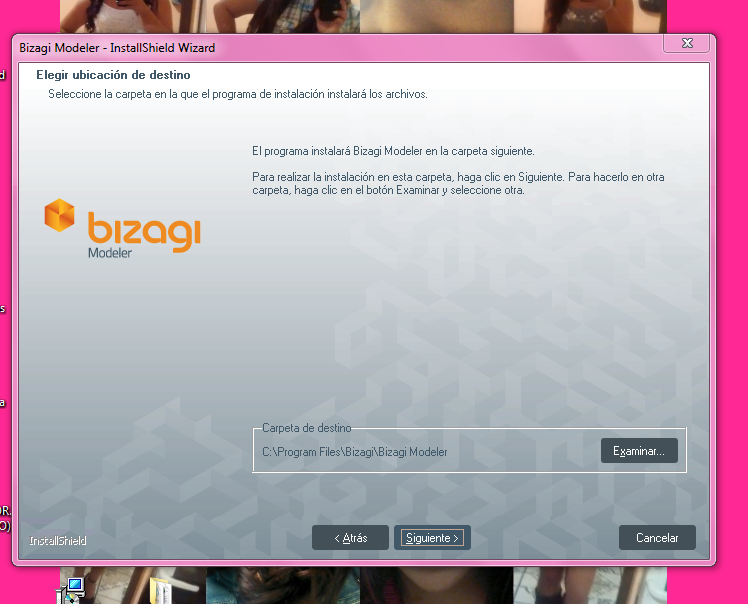 Bizagi Modeler - InstallShield Wizard
Elegir ubicación de destino
Seleccione la carpeta en la que el programa de instalación instalará los archivos.
El programa instalará Bizagi Modeler en la carpeta siguiente.
Para realizar la instalación en esta carpeta, haga clic en Siguiente. Para hacerlo en otra
carpeta, haga clic en el botón Examinar y seleccione otra.
bizagi
Modeler
Carpeta de destino
C:\Program Files\Bizagi\Bizagi Modeler
Examinar...
InstallShield
< Atrás
Siguiente >
Cancelar